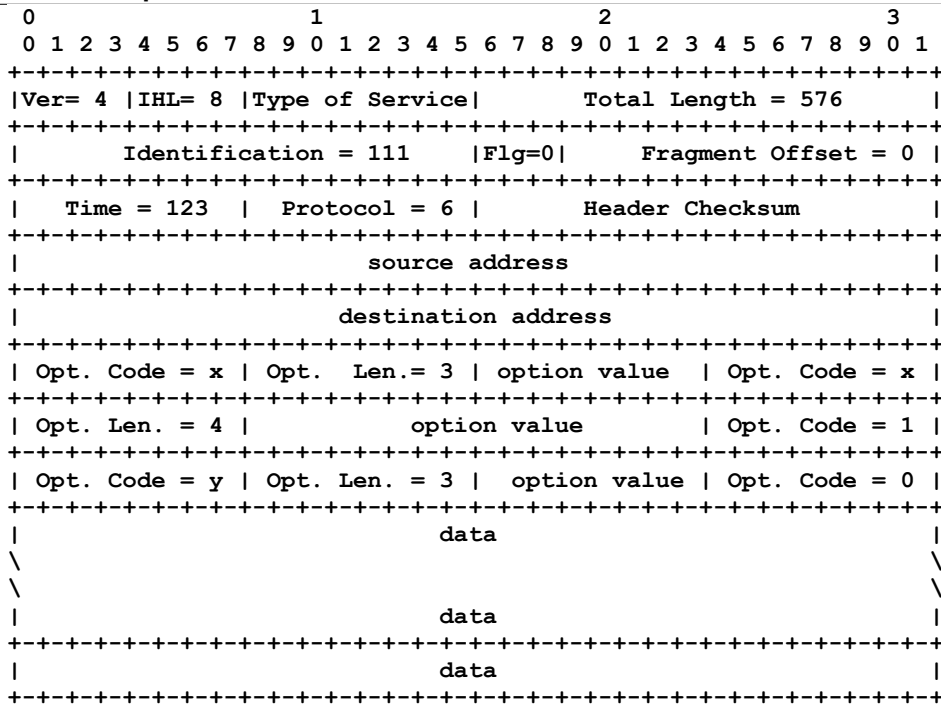 0                   1                   2                   3
0 1 2 3 4 5 6 7 8 9 0 1 2 3 4 5 6 7 8 9 0 1 2 3 4 5 6 7 8 9 0 1
+-+-+-+-+-+-+-+-+-+-+-+-+-+-+-+-+-+-+-+-+-+-+-+-+-+-+-+-+-+-+-+-+
|Ver= 4 |IHL= 8 |Type of Service|       Total Length = 576      |
+-+-+-+-+-+-+-+-+-+-+-+-+-+-+-+-+-+-+-+-+-+-+-+-+-+-+-+-+-+-+-+-+
|       Identification = 111    |Flg=0|     Fragment Offset = 0 |
+-+-+-+-+-+-+-+-+-+-+-+-+-+-+-+-+-+-+-+-+-+-+-+-+-+-+-+-+-+-+-+-+
|   Time = 123  |  Protocol = 6 |       Header Checksum         |
+-+-+-+-+-+-+-+-+-+-+-+-+-+-+-+-+-+-+-+-+-+-+-+-+-+-+-+-+-+-+-+-+
|                        source address                         |
+-+-+-+-+-+-+-+-+-+-+-+-+-+-+-+-+-+-+-+-+-+-+-+-+-+-+-+-+-+-+-+-+
|                      destination address                      |
+-+-+-+-+-+-+-+-+-+-+-+-+-+-+-+-+-+-+-+-+-+-+-+-+-+-+-+-+-+-+-+-+
| Opt. Code = x | Opt.  Len.= 3 | option value  | Opt. Code = x |
+-+-+-+-+-+-+-+-+-+-+-+-+-+-+-+-+-+-+-+-+-+-+-+-+-+-+-+-+-+-+-+-+
| Opt. Len. = 4 |           option value        | Opt. Code = 1 |
+-+-+-+-+-+-+-+-+-+-+-+-+-+-+-+-+-+-+-+-+-+-+-+-+-+-+-+-+-+-+-+-+
| Opt. Code = y | Opt. Len. = 3 |  option value | Opt. Code = 0 |
+-+-+-+-+-+-+-+-+-+-+-+-+-+-+-+-+-+-+-+-+-+-+-+-+-+-+-+-+-+-+-+-+
|                             data                              |
\                                                               \
\                                                               \
|                             data                              |
+-+-+-+-+-+-+-+-+-+-+-+-+-+-+-+-+-+-+-+-+-+-+-+-+-+-+-+-+-+-+-+-+
|                             data                              |
+-+-+-+-+-+-+-+-+-+-+-+-+-+-+-+-+-+-+-+-+-+-+-+-+-+-+-+-+-+-+-+-+